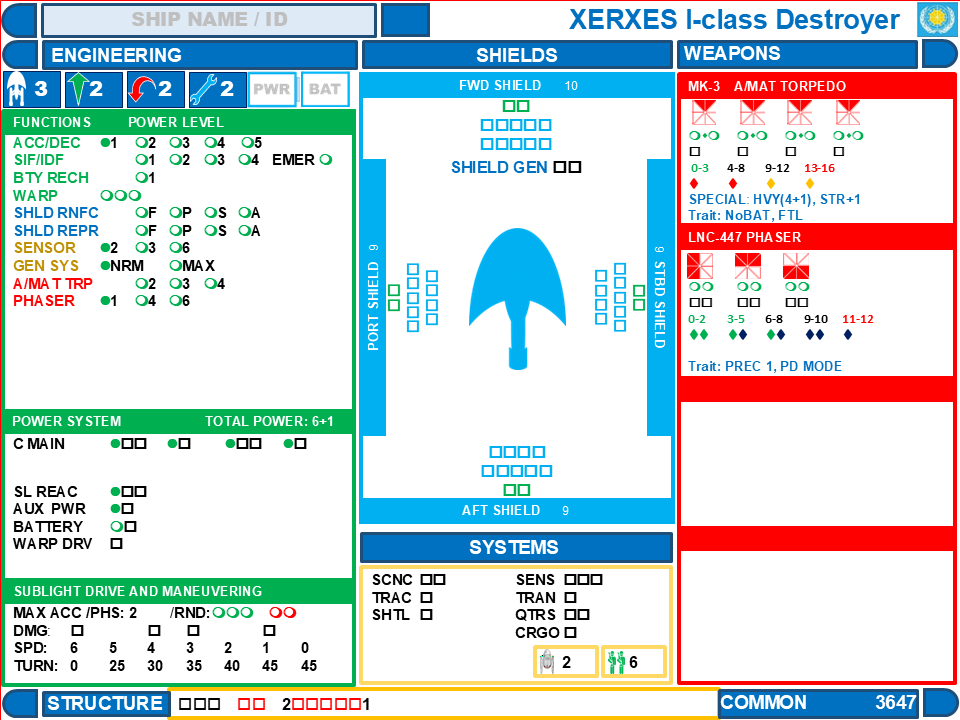 SHIP NAME / ID
XERXES I-class Destroyer
ENGINEERING
3 2 2 2 PWR BAT
FUNCTIONS POWER LEVEL
ACC/DEC 1 2 3 4 5
SIF/IDF 1 2 3 4 EMER
BTY RECH 1
WARP
SHLD RNFC F P S A
SHLD REPR F P S A
SENSOR 2 3 6
GEN SYS NRM MAX
A/MAT TRP 2 3 4
PHASER 1 4 6
POWER SYSTEM TOTAL POWER: 6+1
C MAIN
SL REAC
AUX PWR
BATTERY
WARP DRV
SUBLIGHT DRIVE AND MANUVERING
MAX ACC /PHS: 2 /RND:
DMG:
SPD: 6 5 4 3 2 1 0
TURN: 0 25 30 35 40 45 45
SHIELDS
FWD SHIELD 10
SHIELD GEN
PORT SHIELD 9
9 STBD SHIELD
AFT SHIELD 9
SYSTEMS
SCNC
TRAC
SHTL
SENS
TRAN
QTRS
CRGO
2 6
WEAPONS
MK-3 A/MAT TORPEDO
0-3 4-8 9-12 13-16
SPECIAL: HVY(4+1), STR+1
Trait: NoBAT, FTL
LNC-447 PHASER
0-2 3-5 6-8 9-10 11-12
Trait: PREC 1, PD MODE
STRUCTURE 2 1
COMMON 3647